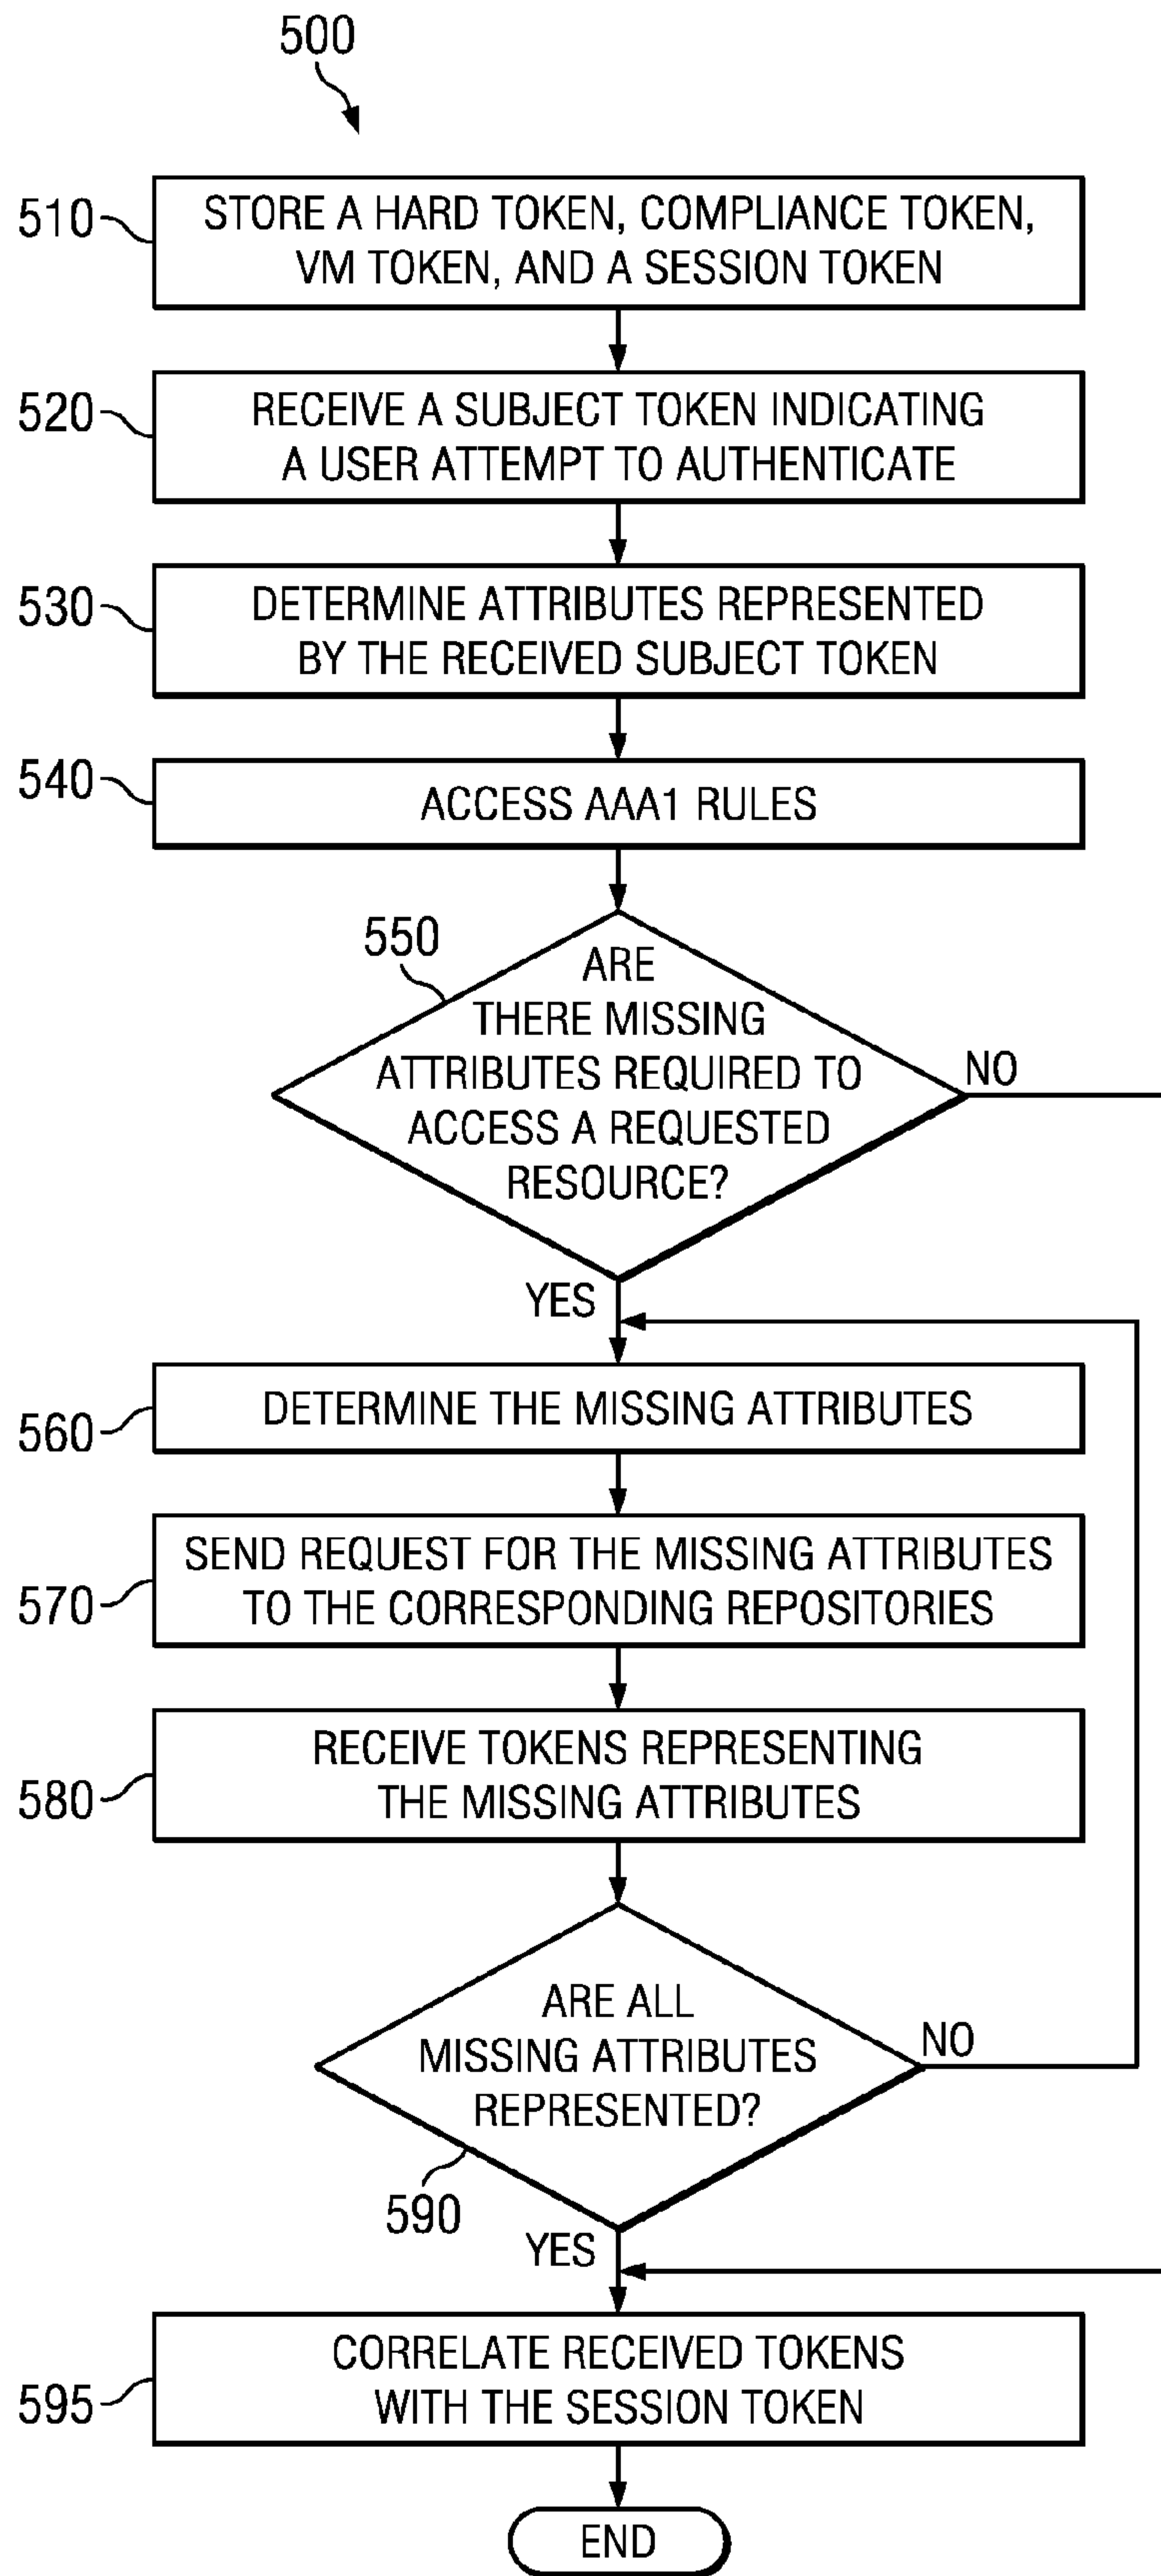 500
510
STORE A HARD TOKEN, COMPLIANCE TOKEN,
VM TOKEN, AND A SESSION TOKEN
520
RECEIVE A SUBJECT TOKEN INDICATING
A USER ATTEMPT TO AUTHENTICATE
530
DETERMINE ATTRIBUTES REPRESENTED
BY THE RECEIVED SUBJECT TOKEN
540
ACCESS AAA1 RULES
550
ARE
THERE MISSING
ATTRIBUTES REQUIRED TO
ACCESS A REQUESTED
RESOURCE?
NO
YES
560
DETERMINE THE MISSING ATTRIBUTES
570
SEND REQUEST FOR THE MISSING ATTRIBUTES
TO THE CORRESPONDING REPOSITORIES
580
RECEIVE TOKENS REPRESENTING
THE MISSING ATTRIBUTES
ARE ALL
MISSING ATTRIBUTES
REPRESENTED?
NO
590
YES
595
CORRELATE RECEIVED TOKENS
WITH THE SESSION TOKEN
END